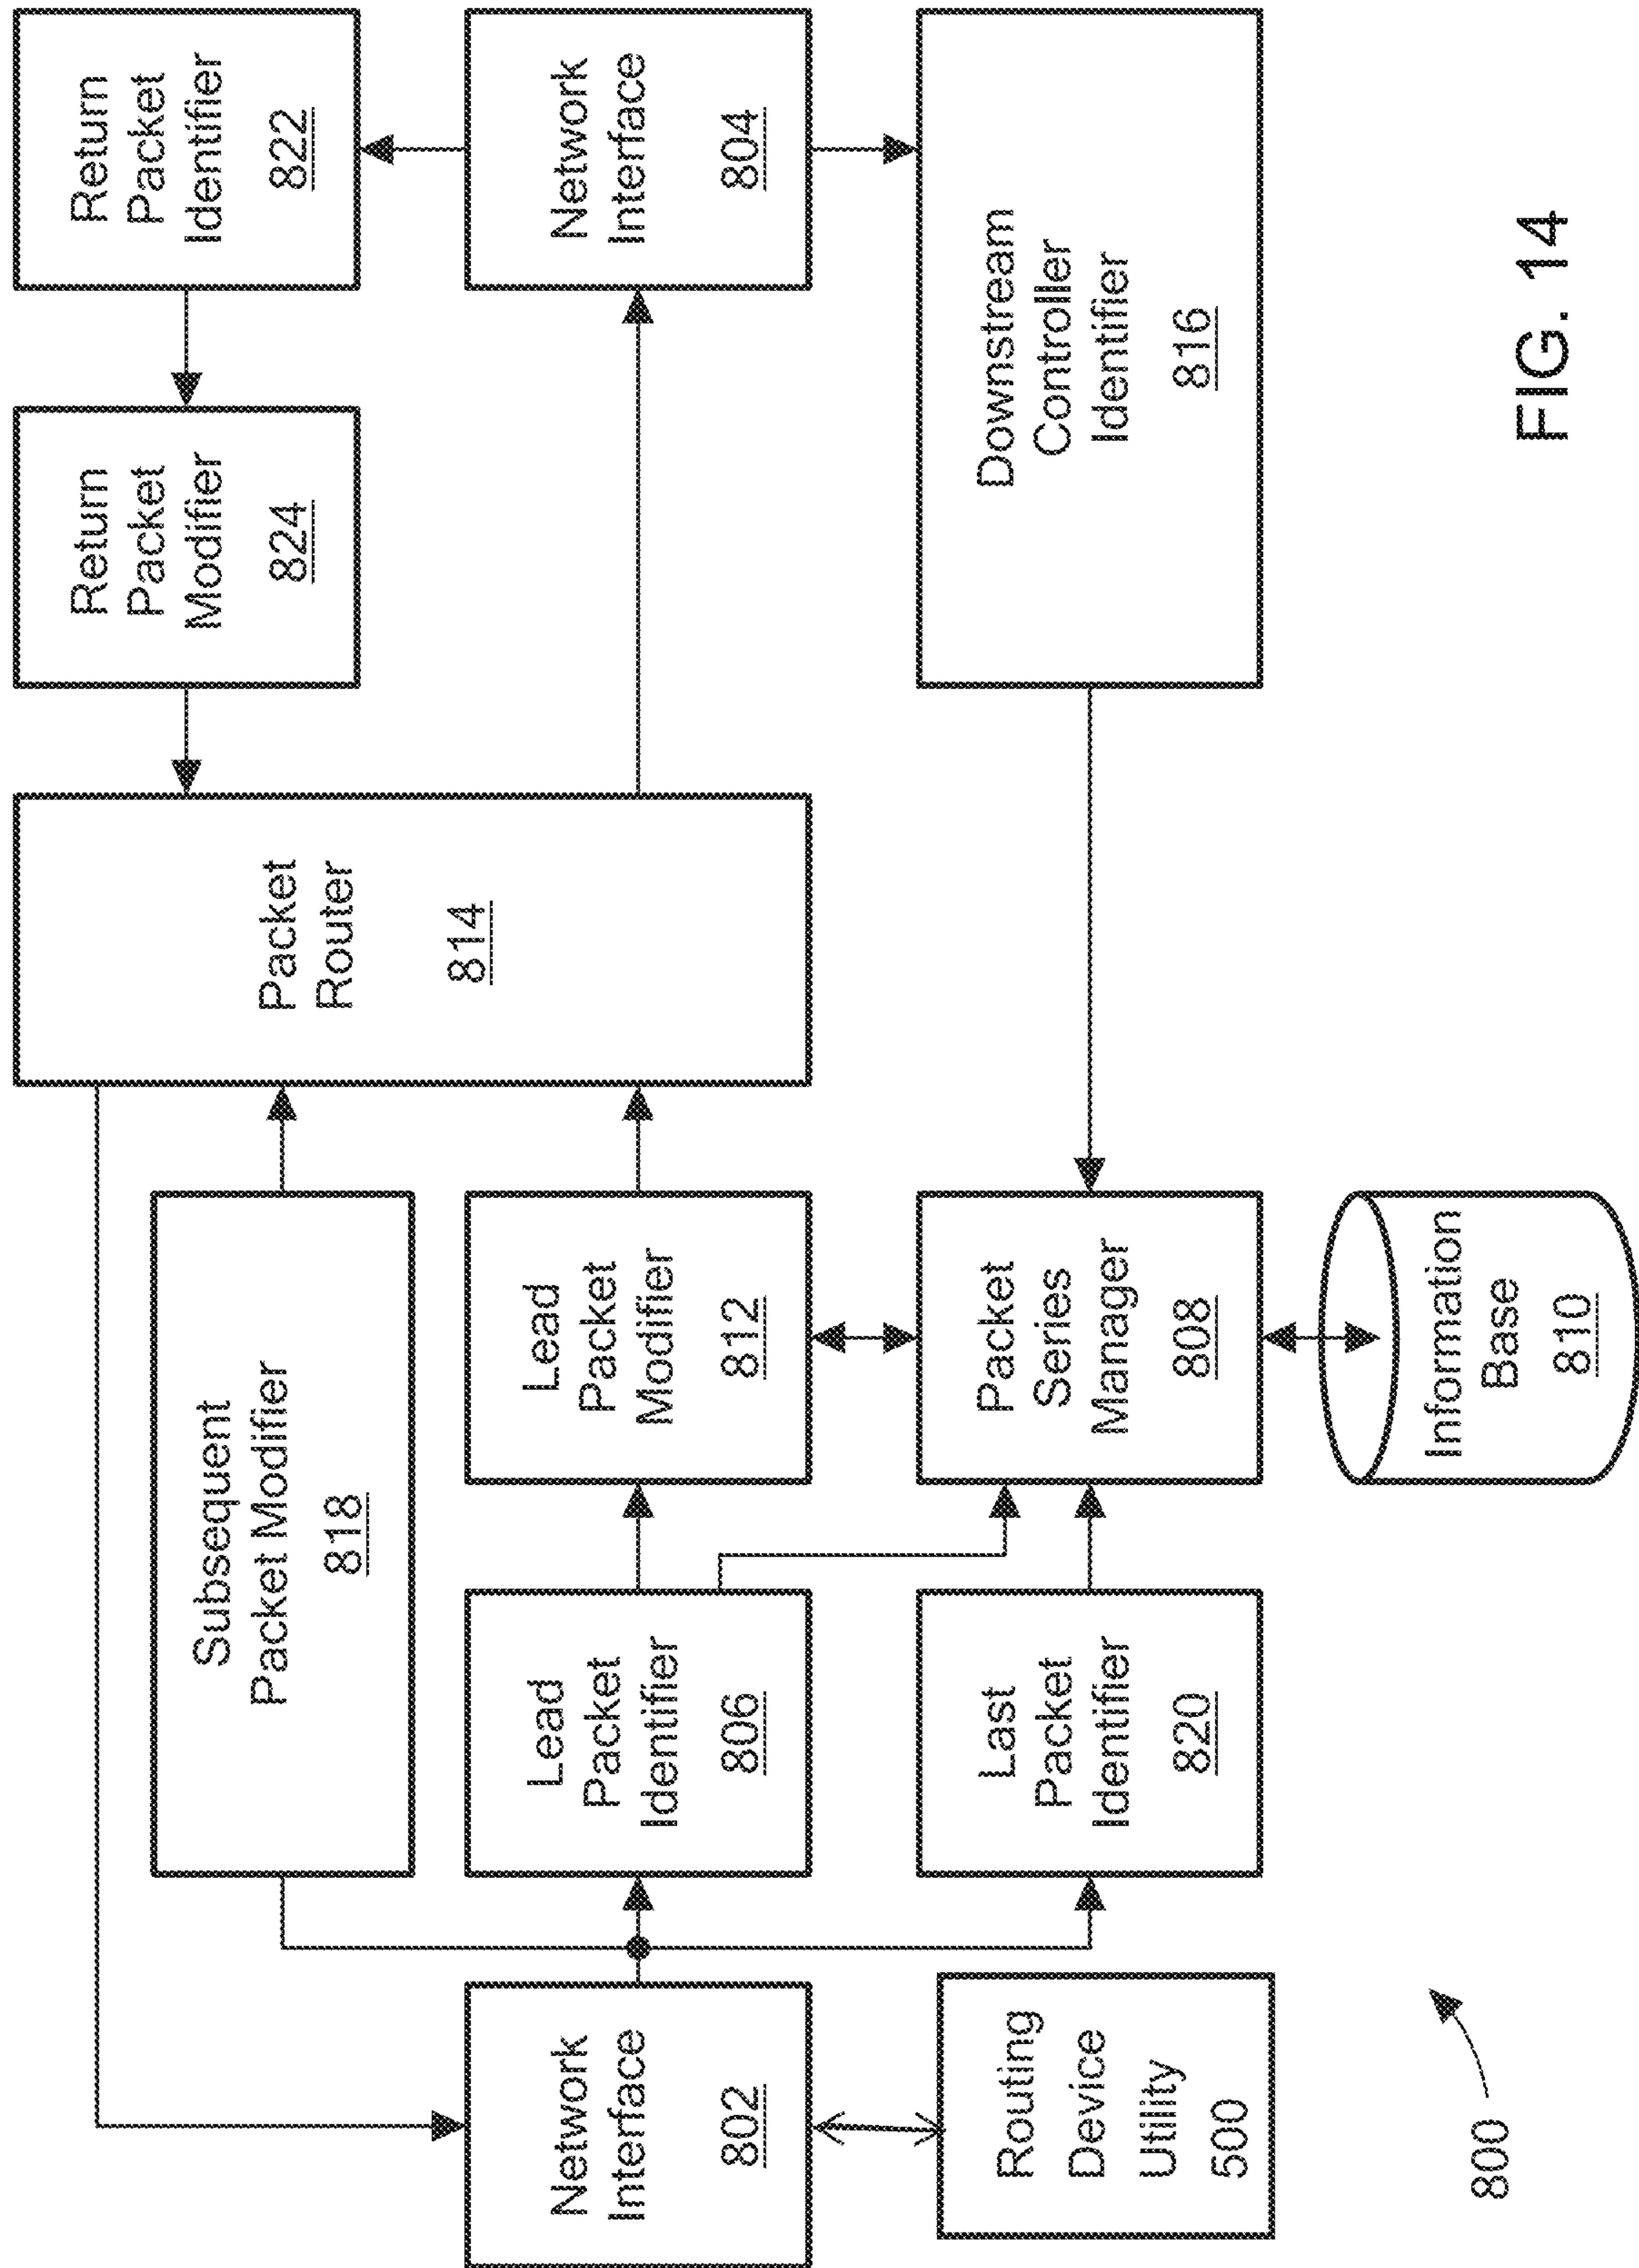 Network
Interface
802
Routing
Device
Utility
500
Subsequent
Packet Modifier
818
Lead
Packet
Identifier
806
Last
Packet
Identifier
820
Lead
Packet
Modifier
812
Packet
Series
Manager
808
Information
Base
810
Packet
Router
814
Return
Packet
Modifier
824
Return
Packet
Identifier
822
Network
Interface
804
Downstream
Controller
Identifier
816
800
FIG. 14